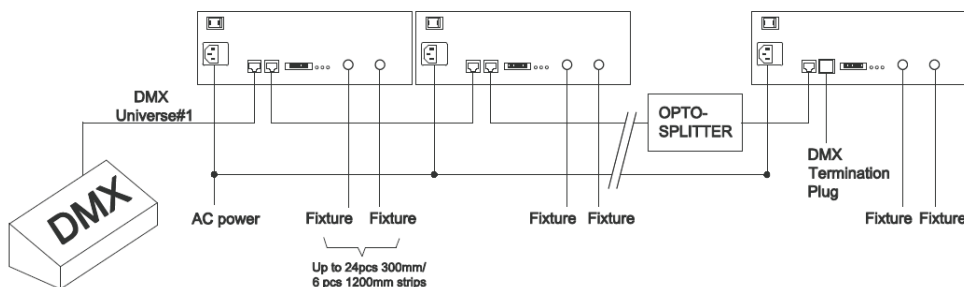 DMX
Universe#1
DMX
OPTO-
SPLITTER
DMX
Termination
Plug
AC power
Fixture Fixture
Fixture Fixture
Fixture Fixture
Up to 24pcs 300mm/
6 pcs 1200mm strips